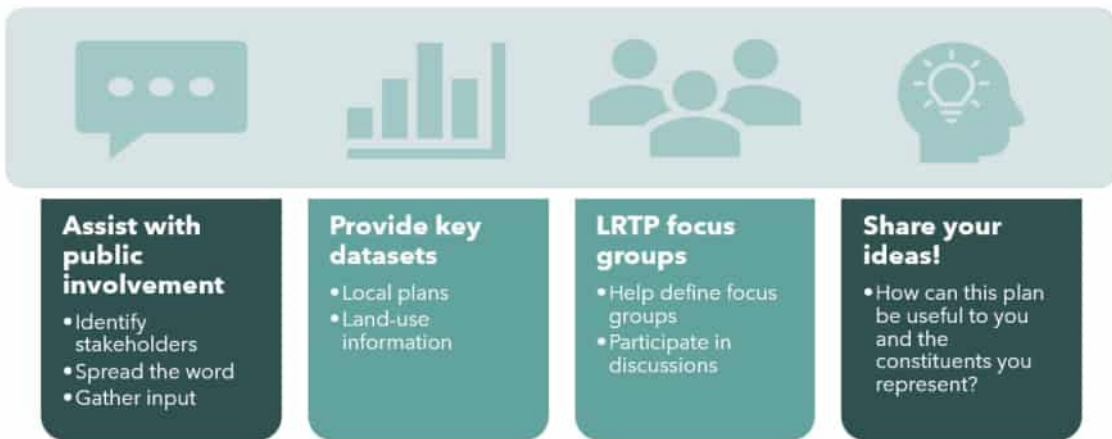 Assist with
public
involvement
•Identify
stakeholders
•Spread the word
•Gather input
Provide key
datasets
•Local plans
•Land-use
information
LRTP focus
groups
•Help define focus
groups
•Participate in
discussions
Share your
ideas!
•How can this plan
be useful to you
and the
constituents you
represent?